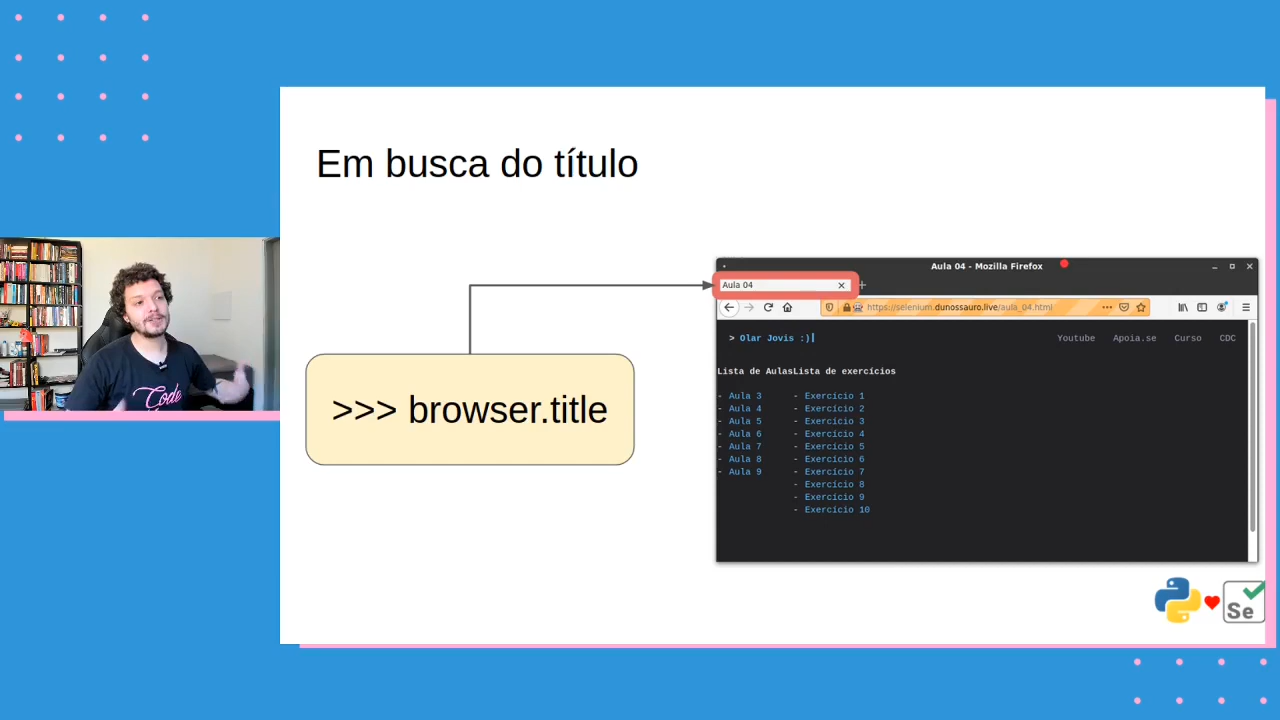 Em busca do título
Aula 04 - Mozilla Firefox
Aula 04
https://selenium.dunossauro.live/aula_04.html
> Olar Jovis :)
Youtube Apoia.se Curso CDC
Lista de AulasLista de exercícios
- Aula 3 - Exercício 1
- Aula 4 - Exercício 2
- Aula 5 - Exercício 3
- Aula 6 - Exercício 4
- Aula 7 - Exercício 5
- Aula 8 - Exercício 6
- Aula 9 - Exercício 7
- Exercício 8
- Exercício 9
- Exercício 10
>>> browser.title
Code
Se